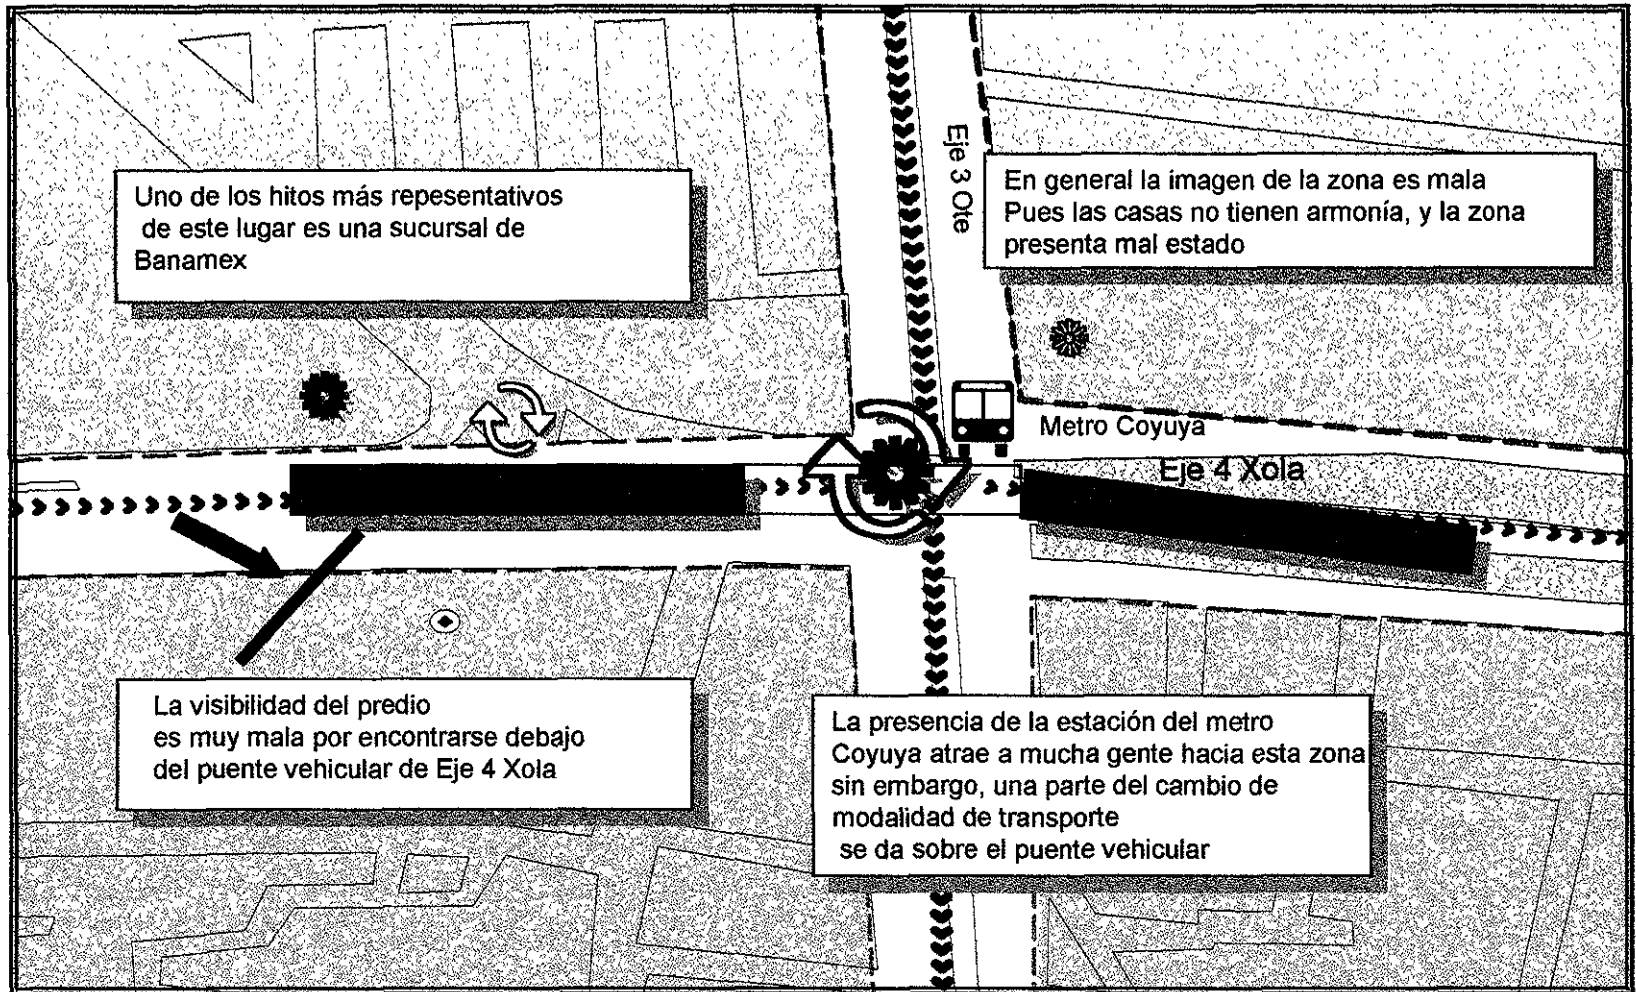 Eje 3 Ote
Uno de los hitos más repesentativos
de este lugar es una sucursal de
Banamex
En general la imagen de la zona es mala
Pues las casas no tienen armonía, y la zona
presenta mal estado
Metro Coyuya
Eje 4 Xola
La visibilidad del predio
es muy mala por encontrarse debajo
del puente vehicular de Eje 4 Xola
La presencia de la estación del metro
Coyuya atrae a mucha gente hacia esta zona
sin embargo, una parte del cambio de
modalidad de transporte
se da sobre el puente vehicular